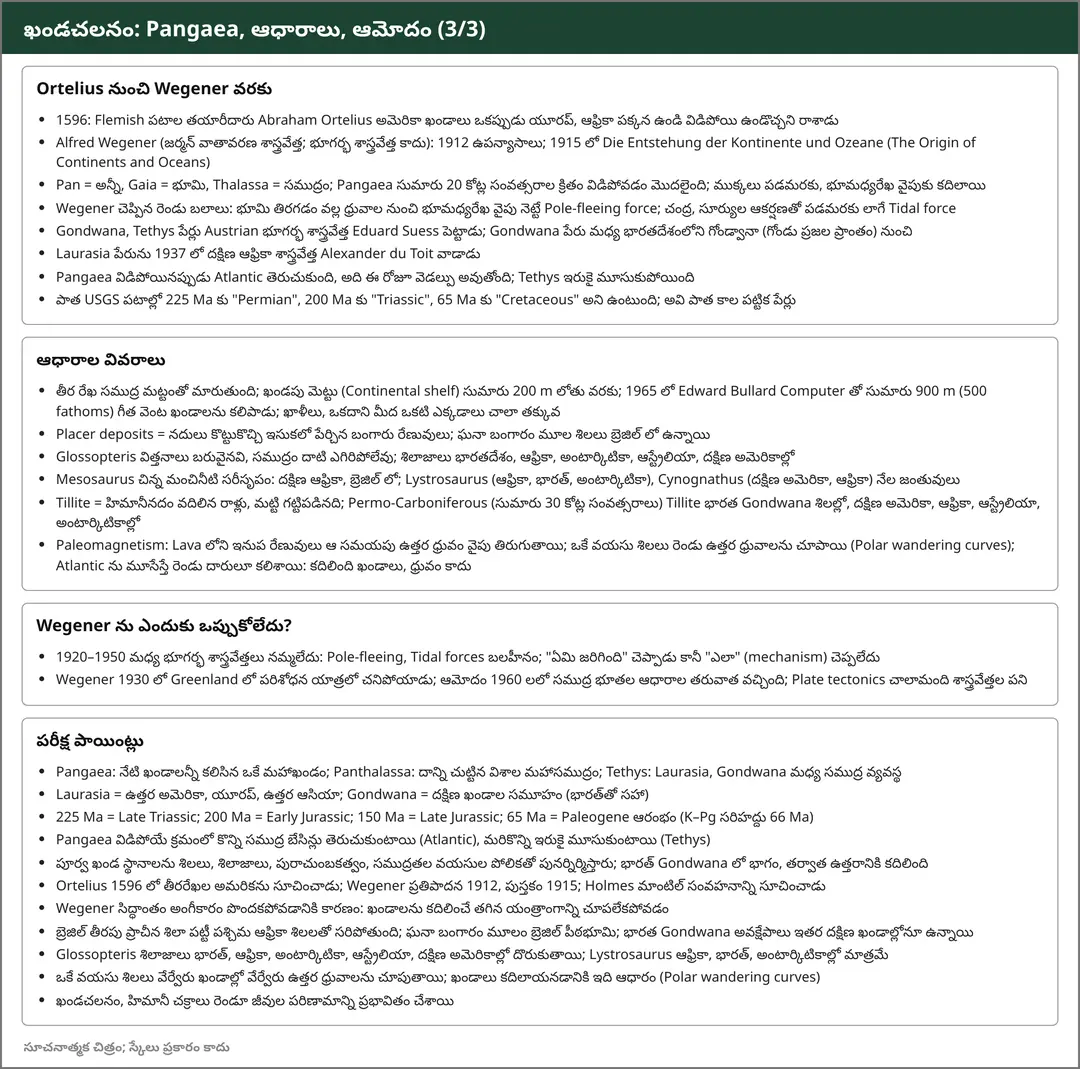 ఖండచలనం: Pangaea, ఆధారాలు, ఆమోదం (3/3)
Ortelius నుంచి Wegener వరకు
• 1596: Flemish పటాల తయారీదారు Abraham Ortelius అమెరికా ఖండాలు ఒకప్పుడు యూరప్, ఆఫ్రికా పక్కన ఉండి విడిపోయి ఉండొచ్చని రాశాడు
• Alfred Wegener (జర్మన్ వాతావరణ శాస్త్రవేత్త; భూగర్భ శాస్త్రవేత్త కాదు): 1912 ఉపన్యాసాలు; 1915 లో Die Entstehung der Kontinente und Ozeane (The Origin of
Continents and Oceans)
• Pan = అన్నీ, Gaia = భూమి, Thalassa = సముద్రం; Pangaea సుమారు 20 కోట్ల సంవత్సరాల క్రితం విడిపోవడం మొదలైంది; ముక్కలు పడమరకు, భూమధ్యరేఖ వైపుకు కదిలాయి
• Wegener చెప్పిన రెండు బలాలు: భూమి తిరగడం వల్ల ధ్రువాల నుంచి భూమధ్యరేఖ వైపు నెట్టే Pole-fleeing force; చంద్ర, సూర్యుల ఆకర్షణతో పడమరకు లాగే Tidal force
• Gondwana, Tethys పేర్లు Austrian భూగర్భ శాస్త్రవేత్త Eduard Suess పెట్టాడు; Gondwana పేరు మధ్య భారతదేశంలోని గోండ్వానా (గోండు ప్రజల ప్రాంతం) నుంచి
• Laurasia పేరును 1937 లో దక్షిణ ఆఫ్రికా శాస్త్రవేత్త Alexander du Toit వాడాడు
• Pangaea విడిపోయినప్పుడు Atlantic తెరుచుకుంది, అది ఈ రోజూ వెడల్పు అవుతోంది; Tethys ఇరుకై మూసుకుపోయింది
• పాత USGS పటాల్లో 225 Ma కు "Permian", 200 Ma కు "Triassic", 65 Ma కు "Cretaceous" అని ఉంటుంది; అవి పాత కాల పట్టిక పేర్లు
ఆధారాల వివరాలు
• తీర రేఖ సముద్ర మట్టంతో మారుతుంది; ఖండపు మెట్టు (Continental shelf) సుమారు 200 m లోతు వరకు; 1965 లో Edward Bullard Computer తో సుమారు 900 m (500
fathoms) గీత వెంట ఖండాలను కలిపాడు; ఖాళీలు, ఒకదాని మీద ఒకటి ఎక్కడాలు చాలా తక్కువ
• Placer deposits = నదులు కొట్టుకొచ్చి ఇసుకలో పేర్చిన బంగారు రేణువులు; ఘనా బంగారం మూల శిలలు బ్రెజిల్ లో ఉన్నాయి
• Glossopteris విత్తనాలు బరువైనవి, సముద్రం దాటి ఎగిరిపోలేవు; శిలాజాలు భారతదేశం, ఆఫ్రికా, అంటార్కిటికా, ఆస్ట్రేలియా, దక్షిణ అమెరికాల్లో
• Mesosaurus చిన్న మంచినీటి సరీసృపం: దక్షిణ ఆఫ్రికా, బ్రెజిల్ లో; Lystrosaurus (ఆఫ్రికా, భారత్, అంటార్కిటికా), Cynognathus (దక్షిణ అమెరికా, ఆఫ్రికా) నేల జంతువులు
• Tillite = హిమానీనదం వదిలిన రాళ్లు, మట్టి గట్టిపడినది; Permo-Carboniferous (సుమారు 30 కోట్ల సంవత్సరాలు) Tillite భారత Gondwana శిలల్లో, దక్షిణ అమెరికా, ఆఫ్రికా, ఆస్ట్రేలియా,
అంటార్కిటికాల్లో
• Paleomagnetism: Lava లోని ఇనుప రేణువులు ఆ సమయపు ఉత్తర ధ్రువం వైపు తిరుగుతాయి; ఒకే వయసు శిలలు రెండు ఉత్తర ధ్రువాలను చూపాయి (Polar wandering curves);
Atlantic ను మూసేస్తే రెండు దారులూ కలిశాయి: కదిలింది ఖండాలు, ధ్రువం కాదు
Wegener ను ఎందుకు ఒప్పుకోలేదు?
• 1920–1950 మధ్య భూగర్భ శాస్త్రవేత్తలు నమ్మలేదు: Pole-fleeing, Tidal forces బలహీనం; "ఏమి జరిగింది" చెప్పాడు కానీ "ఎలా" (mechanism) చెప్పలేదు
• Wegener 1930 లో Greenland లో పరిశోధన యాత్రలో చనిపోయాడు; ఆమోదం 1960 లలో సముద్ర భూతల ఆధారాల తరువాత వచ్చింది; Plate tectonics చాలామంది శాస్త్రవేత్తల పని
పరీక్ష పాయింట్లు
• Pangaea: నేటి ఖండాలన్నీ కలిసిన ఒకే మహాఖండం; Panthalassa: దాన్ని చుట్టిన విశాల మహాసముద్రం; Tethys: Laurasia, Gondwana మధ్య సముద్ర వ్యవస్థ
• Laurasia = ఉత్తర అమెరికా, యూరప్, ఉత్తర ఆసియా; Gondwana = దక్షిణ ఖండాల సమూహం (భారత్‌తో సహా)
• 225 Ma = Late Triassic; 200 Ma = Early Jurassic; 150 Ma = Late Jurassic; 65 Ma = Paleogene ఆరంభం (K–Pg సరిహద్దు 66 Ma)
• Pangaea విడిపోయే క్రమంలో కొన్ని సముద్ర బేసిన్లు తెరుచుకుంటాయి (Atlantic), మరికొన్ని ఇరుకై మూసుకుంటాయి (Tethys)
• పూర్వ ఖండ స్థానాలను శిలలు, శిలాజాలు, పురాచుంబకత్వం, సముద్రతల వయసుల పోలికతో పునర్నిర్మిస్తారు; భారత్ Gondwana లో భాగం, తర్వాత ఉత్తరానికి కదిలింది
• Ortelius 1596 లో తీరరేఖల అమరికను సూచించాడు; Wegener ప్రతిపాదన 1912, పుస్తకం 1915; Holmes మాంటిల్ సంవహనాన్ని సూచించాడు
• Wegener సిద్ధాంతం అంగీకారం పొందకపోవడానికి కారణం: ఖండాలను కదిలించే తగిన యంత్రాంగాన్ని చూపలేకపోవడం
• బ్రెజిల్ తీరపు ప్రాచీన శిలా పట్టీ పశ్చిమ ఆఫ్రికా శిలలతో సరిపోతుంది; ఘనా బంగారం మూలం బ్రెజిల్ పీఠభూమి; భారత Gondwana అవక్షేపాలు ఇతర దక్షిణ ఖండాల్లోనూ ఉన్నాయి
• Glossopteris శిలాజాలు భారత్, ఆఫ్రికా, అంటార్కిటికా, ఆస్ట్రేలియా, దక్షిణ అమెరికాల్లో దొరుకుతాయి; Lystrosaurus ఆఫ్రికా, భారత్, అంటార్కిటికాల్లో మాత్రమే
• ఒకే వయసు శిలలు వేర్వేరు ఖండాల్లో వేర్వేరు ఉత్తర ధ్రువాలను చూపుతాయి; ఖండాలు కదిలాయనడానికి ఇది ఆధారం (Polar wandering curves)
• ఖండచలనం, హిమానీ చక్రాలు రెండూ జీవుల పరిణామాన్ని ప్రభావితం చేశాయి
సూచనాత్మక చిత్రం; స్కేలు ప్రకారం కాదు